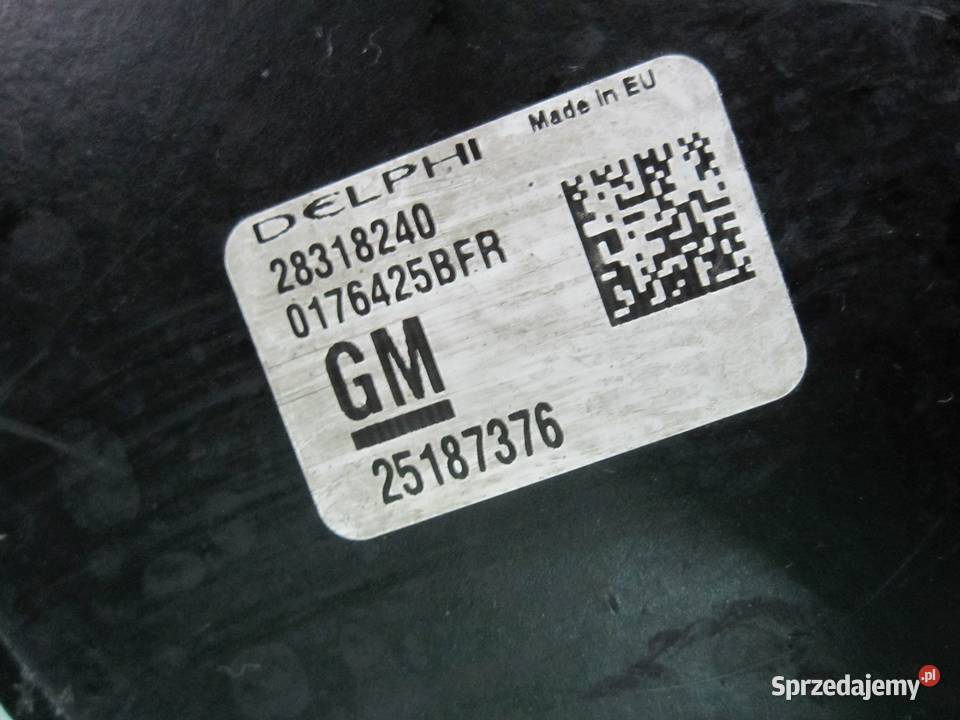 Made in EU
DELPHI
28318240
0176425BFR
GM
25187376
Sprzedajemy.pl